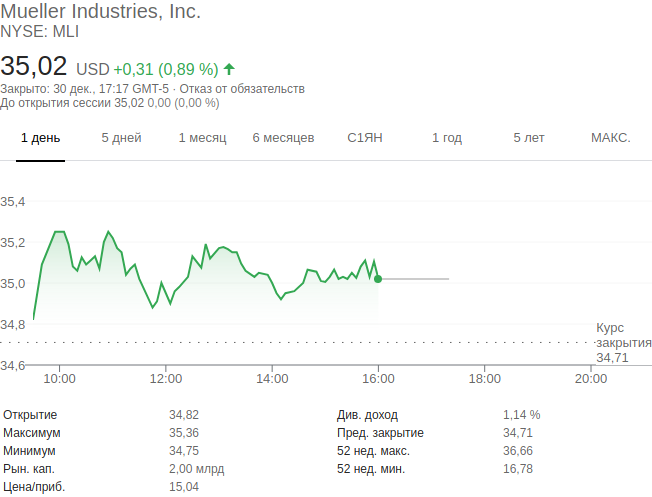 Mueller Industries, Inc.
NYSE: MLI
35,02 USD +0,31 (0,89 %)
Закрыто: 30 дек., 17:17 GMT-5 · Отказ от обязательств
До открытия сессии 35,02 0,00 (0,00 %)
1 день 5 дней 1 месяц 6 месяцев С1ЯН 1 год 5 лет МАКС.
35,4
35,2
35,0
34,8
34,6
Курс
закрытия
34,71
10:00 12:00 14:00 16:00 18:00 20:00
Открытие 34,82 Див. доход 1,14 %
Максимум 35,36 Пред. закрытие 34,71
Минимум 34,75 52 нед. макс. 36,66
Рын. кап. 2,00 млрд 52 нед. мин. 16,78
Цена/приб. 15,04